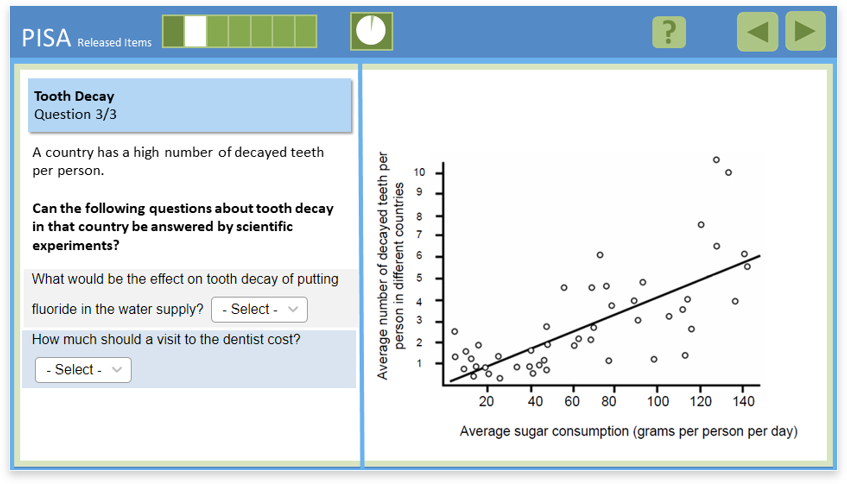 PISA Released Items
?
Tooth Decay
Question 3/3
A country has a high number of decayed teeth
per person.
Can the following questions about tooth decay
in that country be answered by scientific
experiments?
What would be the effect on tooth decay of putting
fluoride in the water supply? - Select -
How much should a visit to the dentist cost?
- Select -
Average number of decayed teeth per
person in different countries
10
9
8
7
6
5
4
3
2
1
20 40 60 80 100 120 140
Average sugar consumption (grams per person per day)